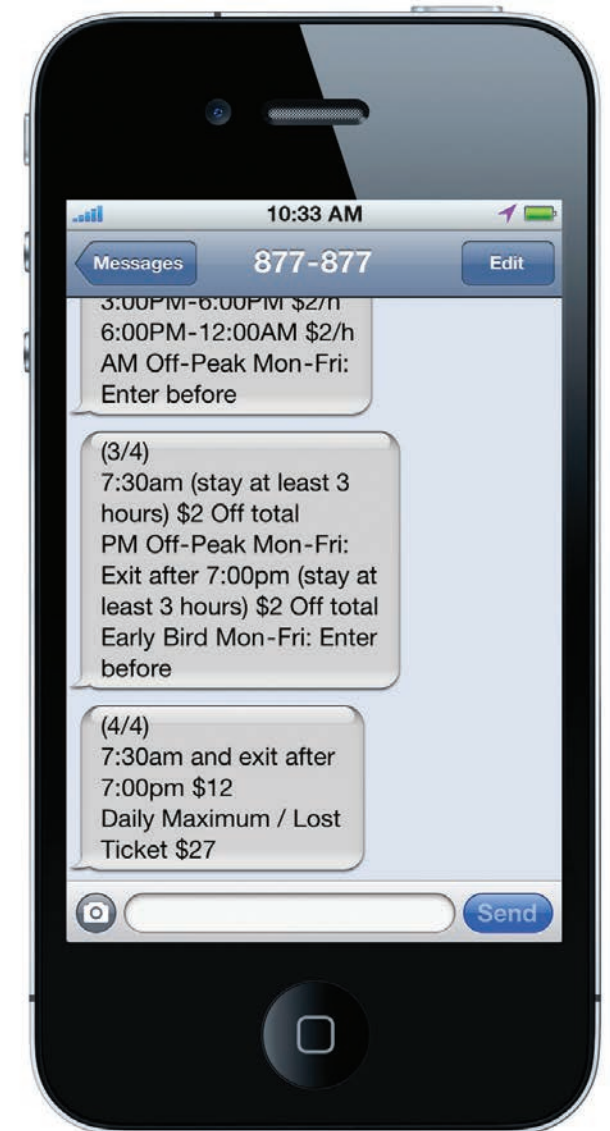 10:33 AM
Messages
877-877
Edit
3:00PM-6:00PM $2/h
6:00PM-12:00AM $2/h
AM Off-Peak Mon-Fri:
Enter before
(3/4)
7:30am (stay at least 3
hours) $2 Off total
PM Off-Peak Mon-Fri:
Exit after 7:00pm (stay at
least 3 hours) $2 Off total
Early Bird Mon-Fri: Enter
before
(4/4)
7:30am and exit after
7:00pm $12
Daily Maximum / Lost
Ticket $27
Send